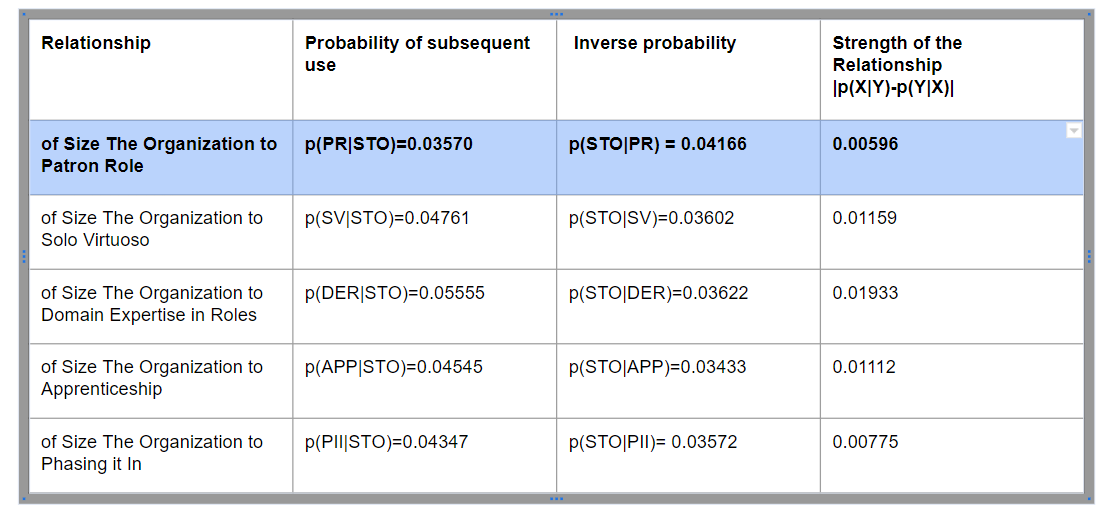 Relationship
Probability of subsequent
use
Inverse probability
Strength of the
Relationship
|p(X|Y)-p(Y|X)|
of Size The Organization to
Patron Role
p(PR|STO)=0.03570
p(STO|PR) = 0.04166
0.00596
of Size The Organization to
Solo Virtuoso
p(SV|STO)=0.04761
p(STO|SV)=0.03602
0.01159
of Size The Organization to
Domain Expertise in Roles
p(DER|STO)=0.05555
p(STO|DER)=0.03622
0.01933
of Size The Organization to
Apprenticeship
p(APP|STO)=0.04545
p(STO|APP)=0.03433
0.01112
of Size The Organization to
Phasing it In
p(PII|STO)=0.04347
p(STO|PII)= 0.03572
0.00775